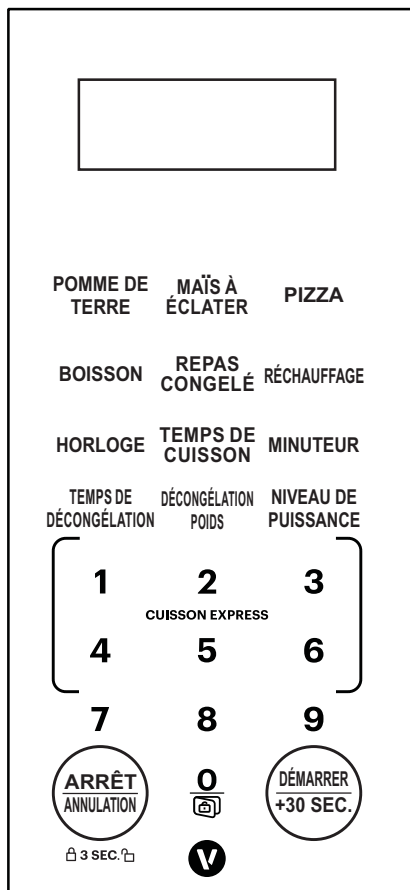 POMME DE TERRE
MAÏS À ÉCLATER
PIZZA
BOISSON
REPAS CONGELÉ
RÉCHAUFFAGE
HORLOGE
TEMPS DE CUISSON
MINUTEUR
TEMPS DE DÉCONGÉLATION
DÉCONGÉLATION POIDS
NIVEAU DE PUISSANCE
1 2 3
CUISSON EXPRESS
4 5 6
7 8 9
ARRÊT
ANNULATION
0
DÉMARRER
+30 SEC.
3 SEC.
V